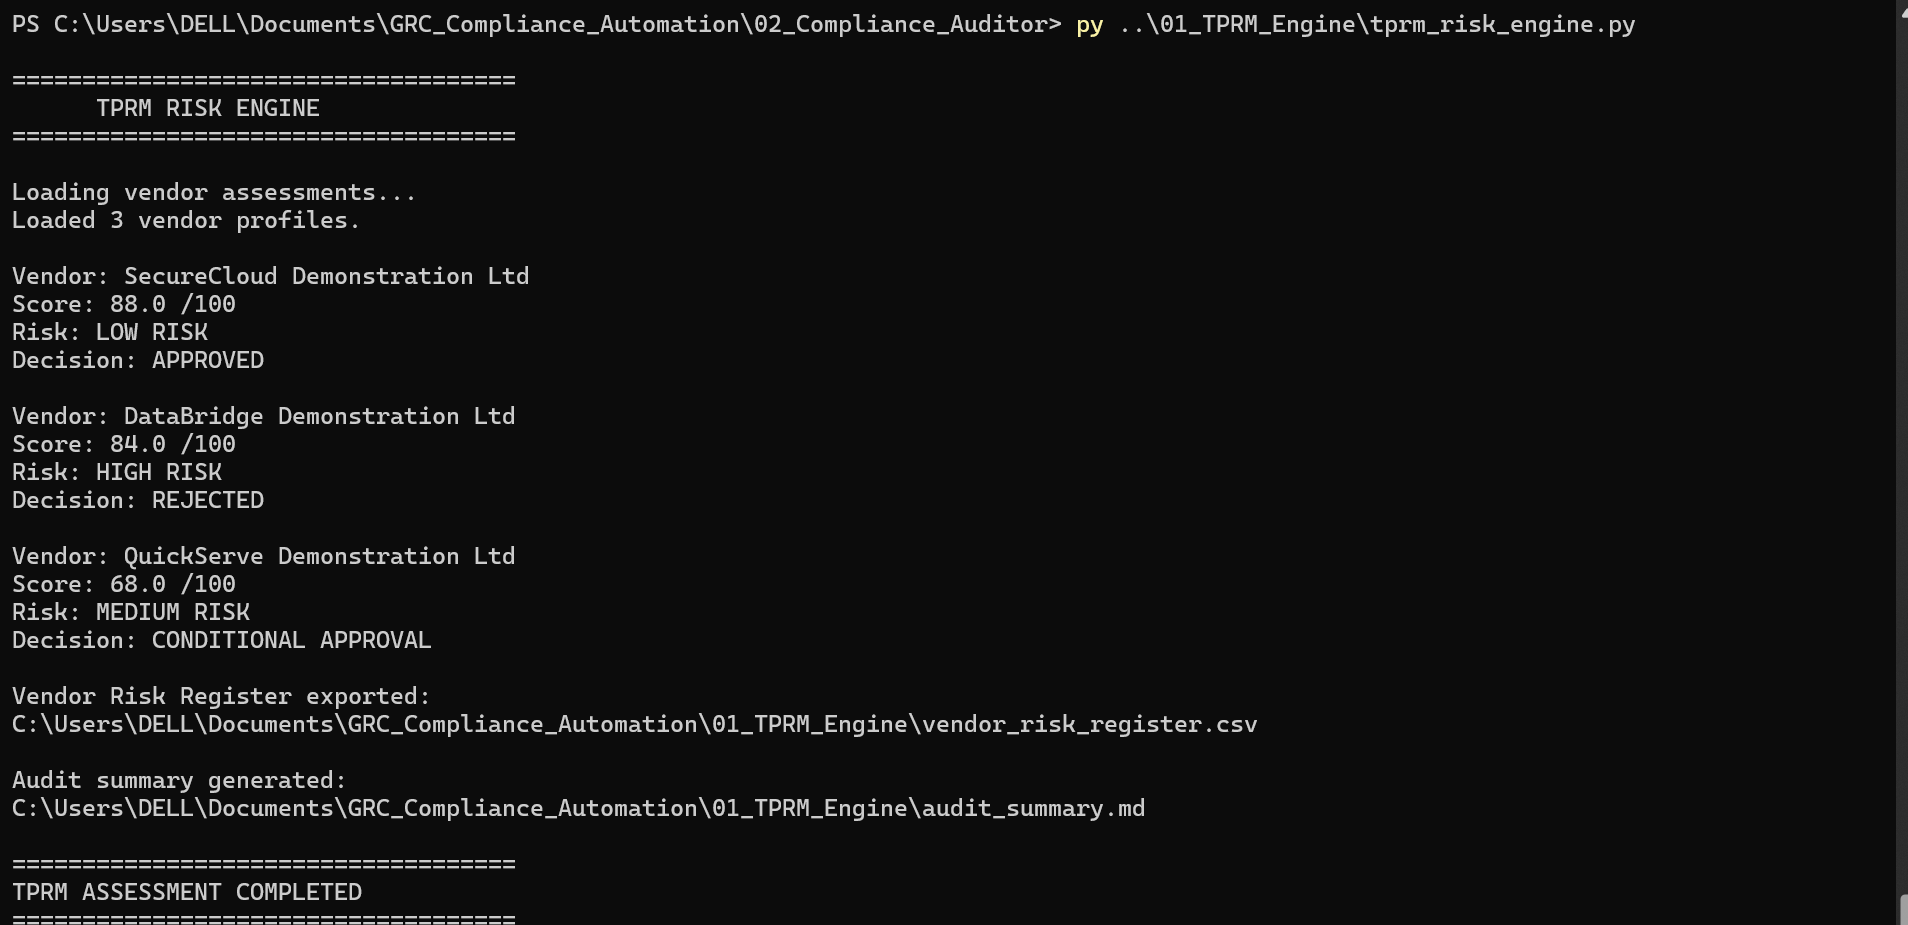 PS C:\Users\DELL\Documents\GRC_Compliance_Automation\02_Compliance_Auditor> py ..\01_TPRM_Engine\tprm_risk_engine.py
====================================
TPRM RISK ENGINE
====================================
Loading vendor assessments...
Loaded 3 vendor profiles.
Vendor: SecureCloud Demonstration Ltd
Score: 88.0 /100
Risk: LOW RISK
Decision: APPROVED
Vendor: DataBridge Demonstration Ltd
Score: 84.0 /100
Risk: HIGH RISK
Decision: REJECTED
Vendor: QuickServe Demonstration Ltd
Score: 68.0 /100
Risk: MEDIUM RISK
Decision: CONDITIONAL APPROVAL
Vendor Risk Register exported:
C:\Users\DELL\Documents\GRC_Compliance_Automation\01_TPRM_Engine\vendor_risk_register.csv
Audit summary generated:
C:\Users\DELL\Documents\GRC_Compliance_Automation\01_TPRM_Engine\audit_summary.md
====================================
TPRM ASSESSMENT COMPLETED
====================================